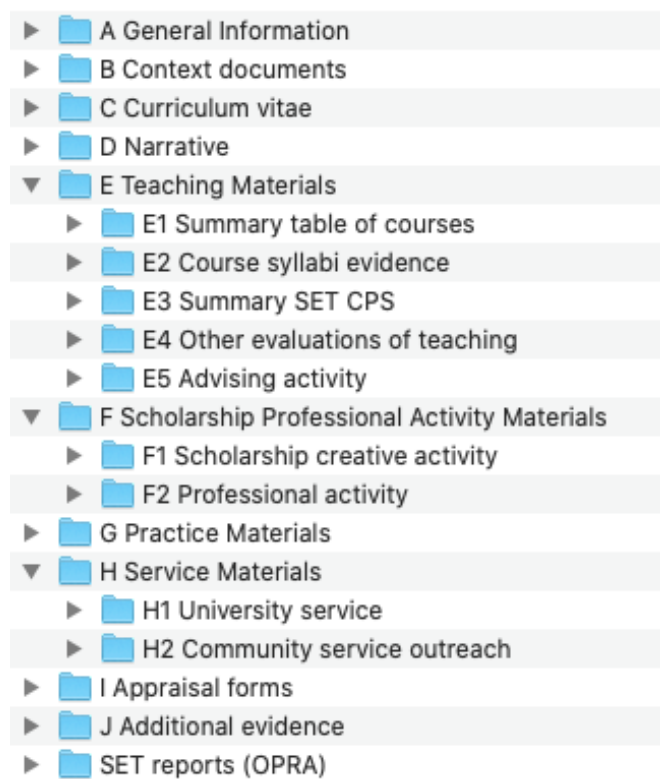 A General Information
B Context documents
C Curriculum vitae
D Narrative
E Teaching Materials
E1 Summary table of courses
E2 Course syllabi evidence
E3 Summary SET CPS
E4 Other evaluations of teaching
E5 Advising activity
F Scholarship Professional Activity Materials
F1 Scholarship creative activity
F2 Professional activity
G Practice Materials
H Service Materials
H1 University service
H2 Community service outreach
I Appraisal forms
J Additional evidence
SET reports (OPRA)